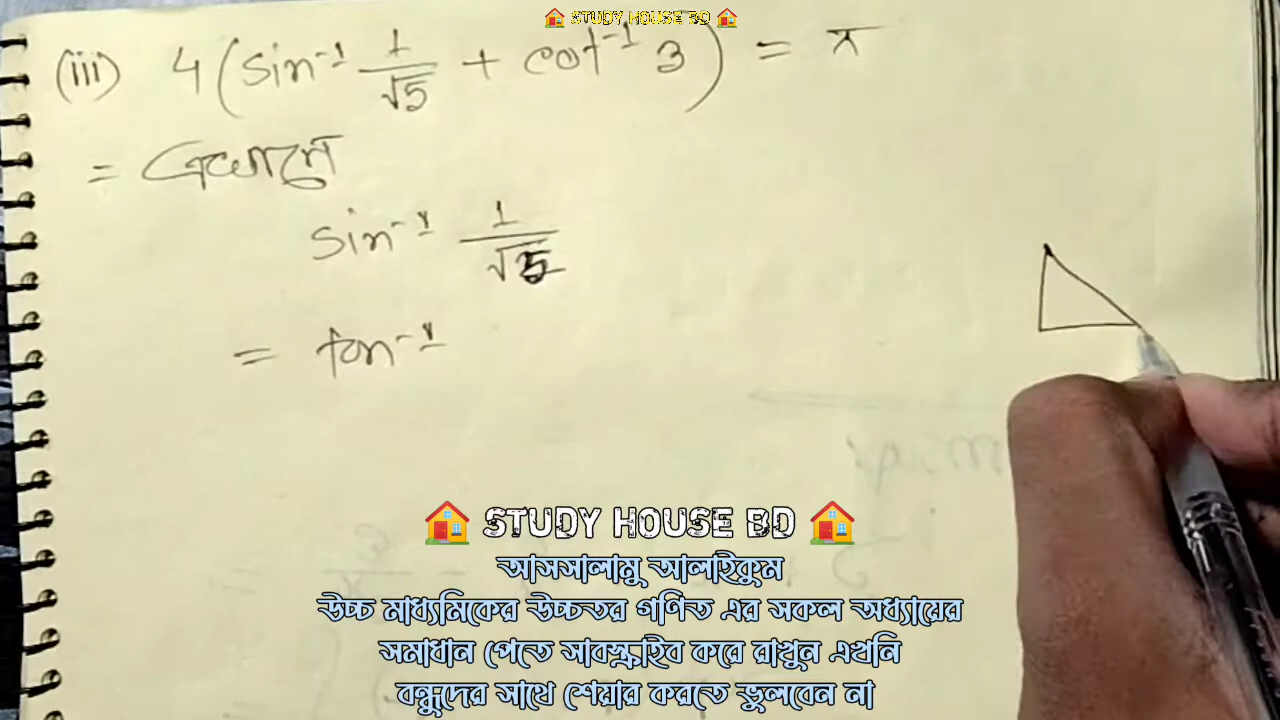 🏠 STUDY HOUSE BD 🏠
(iii) 4(sin⁻¹ 1/√5 + cot⁻¹ 3) = π
= এখানে
sin⁻¹ 1/√5
= tan⁻¹
🏠 STUDY HOUSE BD 🏠
আসসালামু আলাইকুম
উচ্চ মাধ্যমিকের উচ্চতর গণিত এর সকল অধ্যায়ের
সমাধান পেতে সাবস্ক্রাইব করে রাখুন এখনি
বন্ধুদের সাথে শেয়ার করতে ভুলবেন না